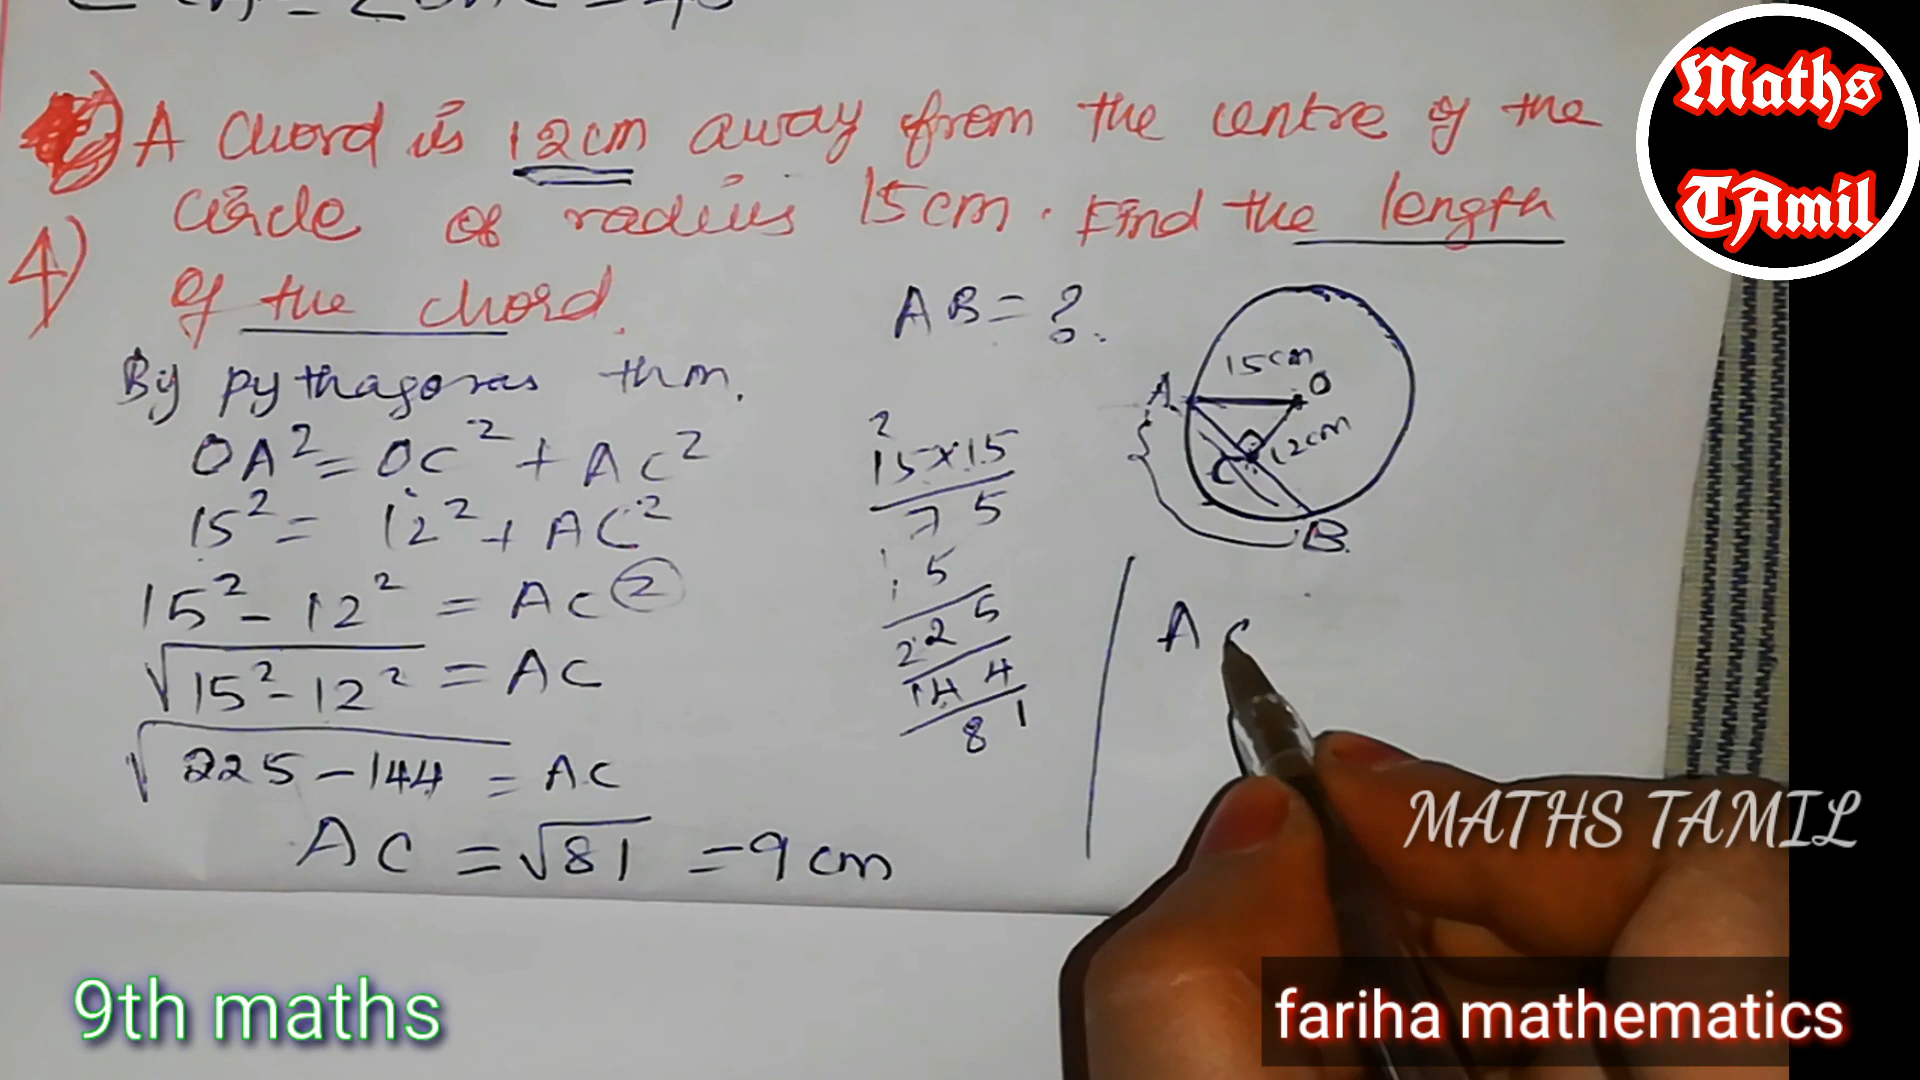 A chord is 12cm away from the centre of the
circle of radius 15cm. Find the length
4)
of the chord.
AB = ?
By pythagoras thm.
OA² = OC² + AC²
15² = 12² + AC²
15² - 12² = AC²
√15² - 12² = AC
√225 - 144 = AC
AC = √81 = 9 cm
2
15×15
75
15
225
144
81
15cm
A
O
12cm
C
B.
AC
Maths
TAmil
MATHS TAMIL
9th maths
fariha mathematics